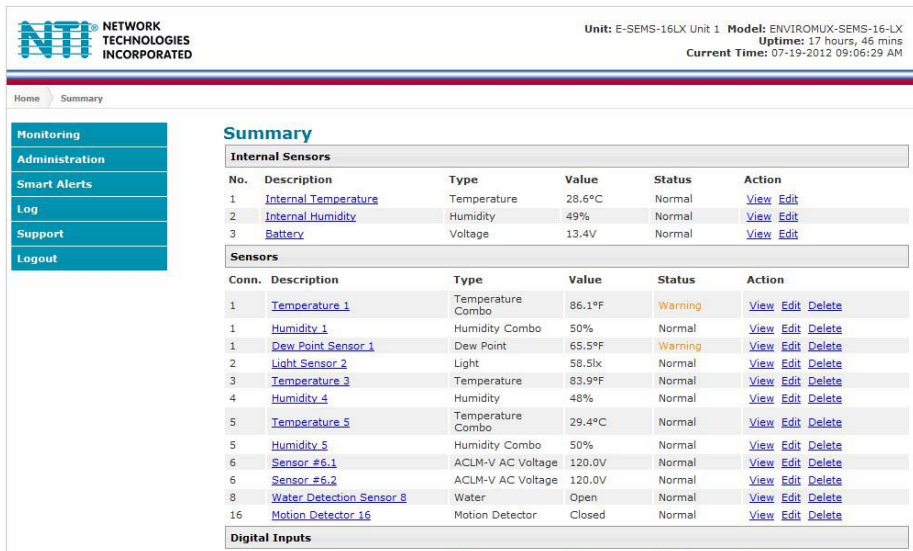 NTI NETWORK TECHNOLOGIES INCORPORATED
Unit: E-SEMS-16LX Unit 1 Model: ENVIROMUX-SEMS-16-LX
Uptime: 17 hours, 46 mins
Current Time: 07-19-2012 09:06:29 AM
Home Summary
Monitoring
Administration
Smart Alerts
Log
Support
Logout
Summary
Internal Sensors
No. Description Type Value Status Action
1 Internal Temperature Temperature 28.6°C Normal View Edit
2 Internal Humidity Humidity 49% Normal View Edit
3 Battery Voltage 13.4V Normal View Edit
Sensors
Conn. Description Type Value Status Action
1 Temperature 1 Temperature Combo 86.1°F Warning View Edit Delete
1 Humidity 1 Humidity Combo 50% Normal View Edit Delete
1 Dew Point Sensor 1 Dew Point 65.5°F Warning View Edit Delete
2 Light Sensor 2 Light 58.5lx Normal View Edit Delete
3 Temperature 3 Temperature 83.9°F Normal View Edit Delete
4 Humidity 4 Humidity 48% Normal View Edit Delete
5 Temperature 5 Temperature Combo 29.4°C Normal View Edit Delete
5 Humidity 5 Humidity Combo 50% Normal View Edit Delete
6 Sensor #6.1 ACLM-V AC Voltage 120.0V Normal View Edit Delete
6 Sensor #6.2 ACLM-V AC Voltage 120.0V Normal View Edit Delete
8 Water Detection Sensor 8 Water Open Normal View Edit Delete
16 Motion Detector 16 Motion Detector Closed Normal View Edit Delete
Digital Inputs